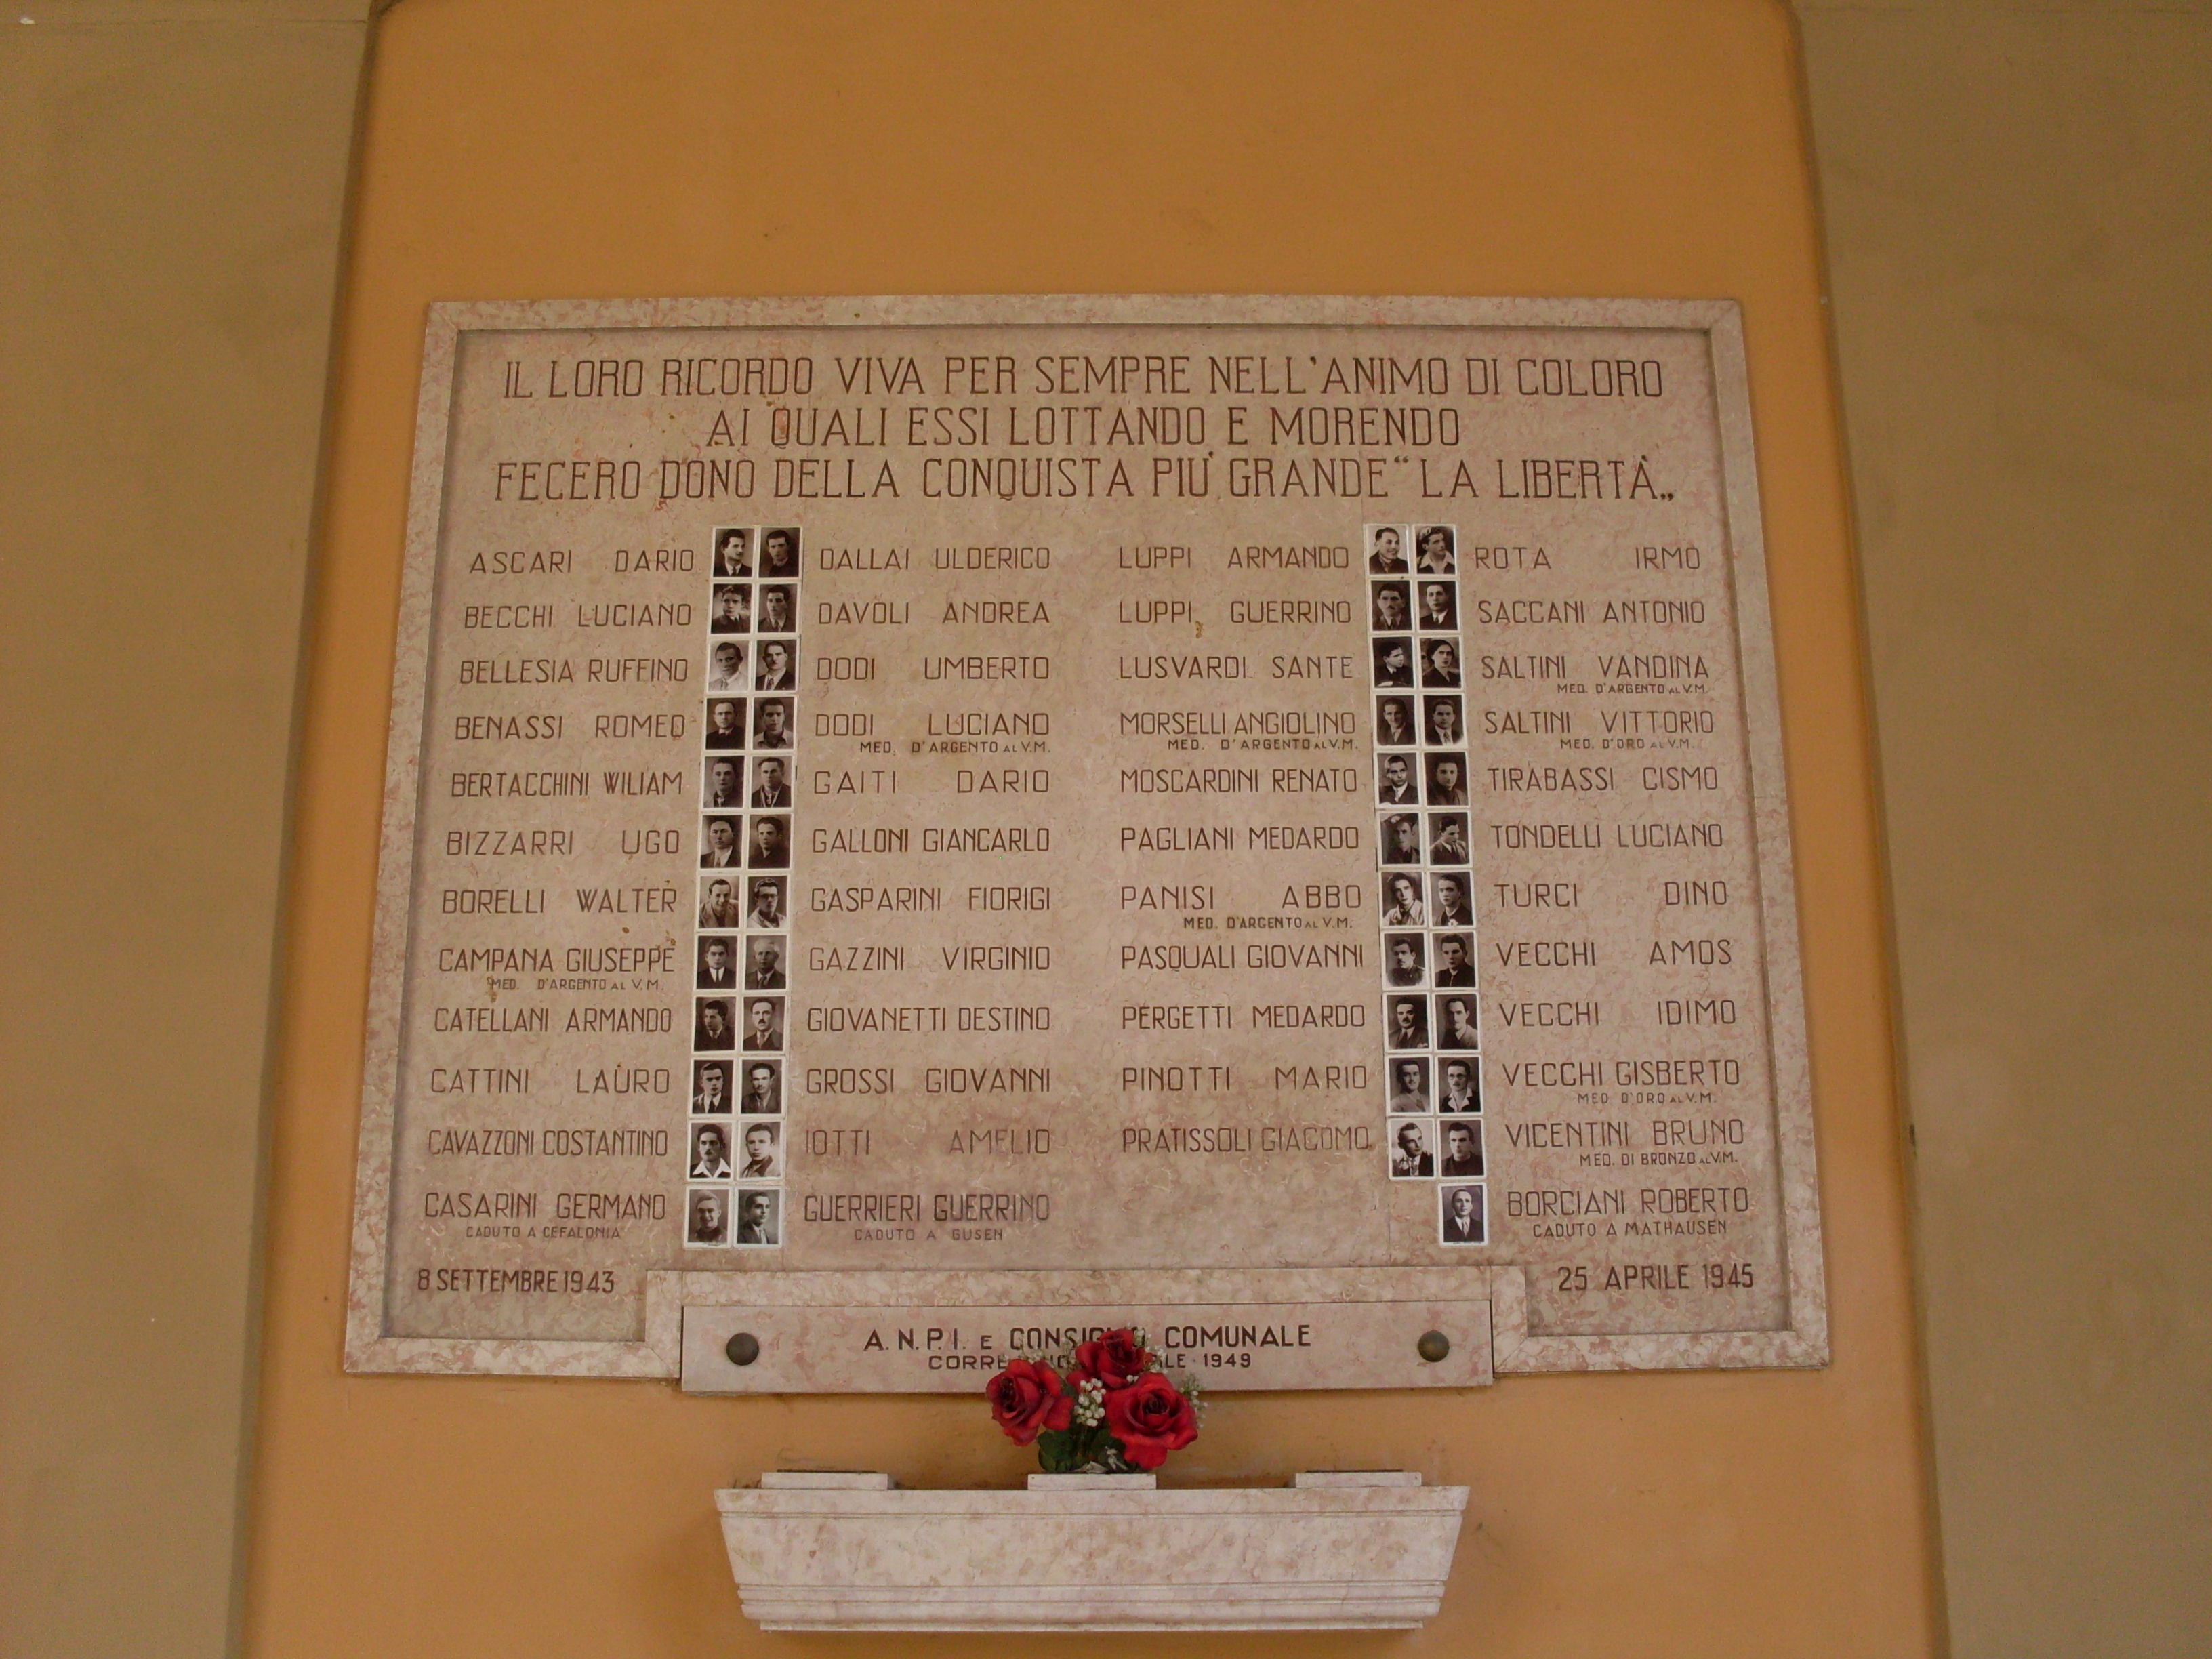 IL LORO RICORDO VIVA PER SEMPRE NELL'ANIMO DI COLORO
AI QUALI ESSI LOTTANDO E MORENDO
FECERO DONO DELLA CONQUISTA PIU' GRANDE “LA LIBERTÀ„
ASCARI DARIO
BECCHI LUCIANO
BELLESIA RUFFINO
BENASSI ROMEO
BERTACCHINI WILIAM
BIZZARRI UGO
BORELLI WALTER
CAMPANA GIUSEPPE
MED. D'ARGENTO AL V.M.
CATELLANI ARMANDO
CATTINI LAURO
CAVAZZONI COSTANTINO
CASARINI GERMANO
CADUTO A CEFALONIA
DALLAI ULDERICO
DAVOLI ANDREA
DODI UMBERTO
DODI LUCIANO
MED. D'ARGENTO AL V.M.
GAITI DARIO
GALLONI GIANCARLO
GASPARINI FIORIGI
GAZZINI VIRGINIO
GIOVANETTI DESTINO
GROSSI GIOVANNI
IOTTI AMELIO
GUERRIERI GUERRINO
CADUTO A GUSEN
LUPPI ARMANDO
LUPPI GUERRINO
LUSVARDI SANTE
MORSELLI ANGIOLINO
MED. D'ARGENTO AL V.M.
MOSCARDINI RENATO
PAGLIANI MEDARDO
PANISI ABBO
MED. D'ARGENTO AL V.M.
PASQUALI GIOVANNI
PERGETTI MEDARDO
PINOTTI MARIO
PRATISSOLI GIACOMO
ROTA IRMO
SACCANI ANTONIO
SALTINI VANDINA
MED. D'ARGENTO AL V.M.
SALTINI VITTORIO
MED. D'ORO AL V.M.
TIRABASSI CISMO
TONDELLI LUCIANO
TURCI DINO
VECCHI AMOS
VECCHI IDIMO
VECCHI GISBERTO
MED. D'ORO AL V.M.
VICENTINI BRUNO
MED. DI BRONZO AL V.M.
BORCIANI ROBERTO
CADUTO A MATHAUSEN
8 SETTEMBRE 1943
25 APRILE 1945
A.N.P.I. E CONSIGLIO COMUNALE
1949